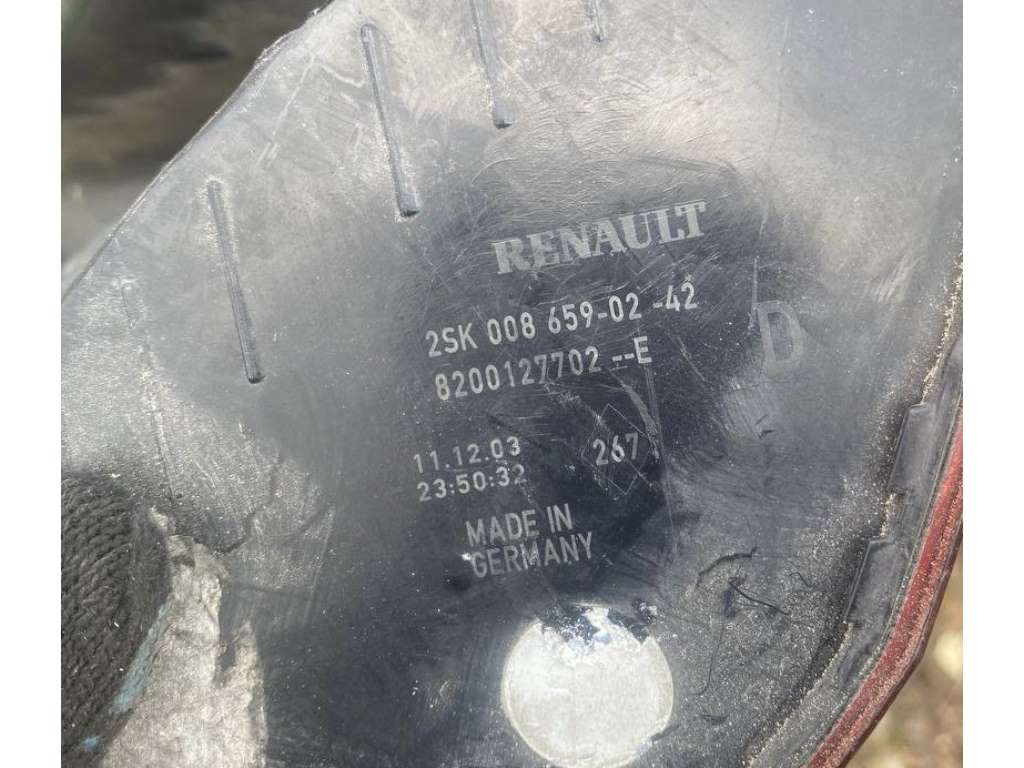 RENAULT
2SK 008 659-02 -42
8200127702 --E
D
11.12.03
23:50:32
267
MADE IN
GERMANY